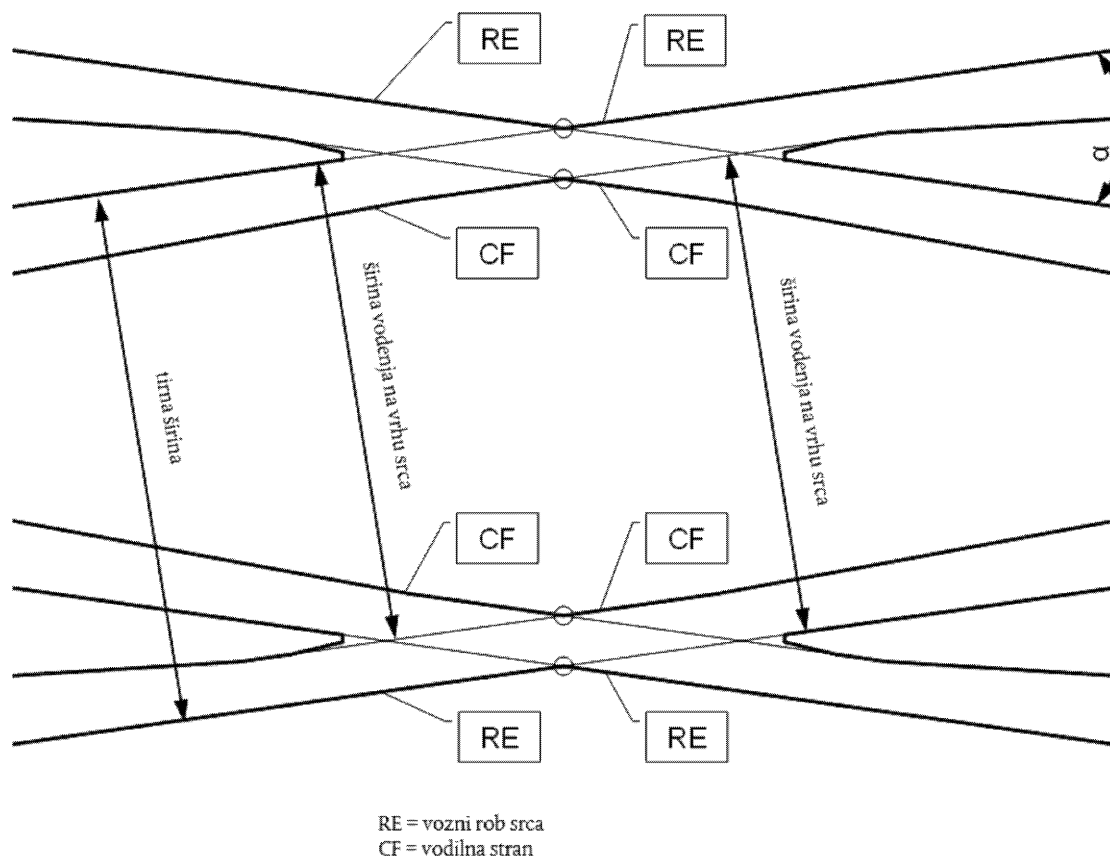 RE
RE
α
CF
CF
širina vodenja na vrhu srca
širina vodenja na vrhu srca
tirna širina
CF
CF
RE
RE
RE = vozni rob srca
CF = vodilna stran